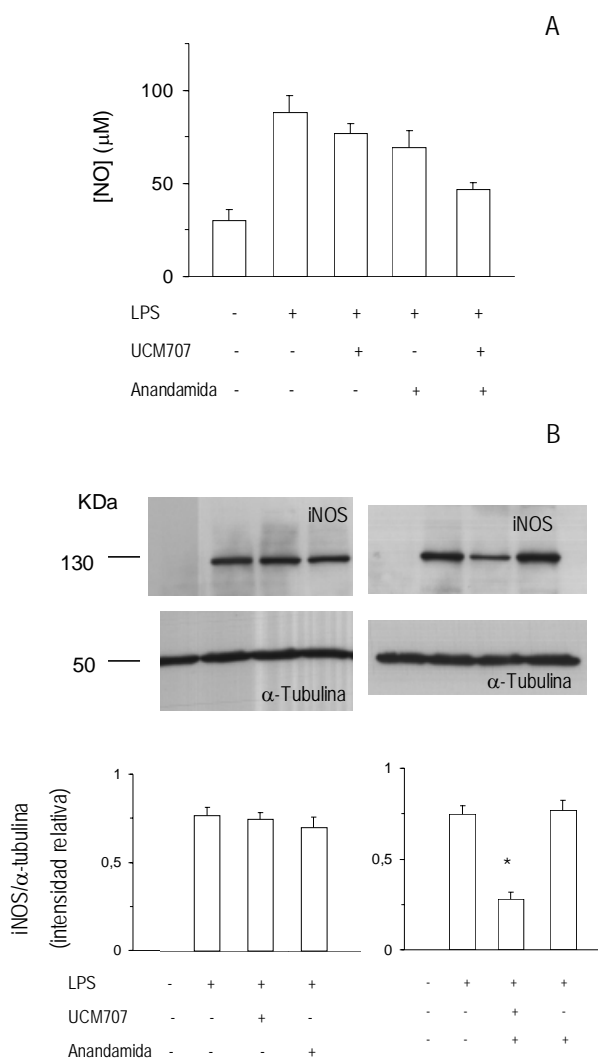 A
[NO] (μM)
100
50
0
LPS - + + + +
UCM707 - - + - +
Anandamida - - - + +
B
KDa
iNOS
iNOS
130
50
α-Tubulina
α-Tubulina
iNOS/α-tubulina
(intensidad relativa)
1
0,5
0
1
0,5
0
*
LPS - + + + - + + +
UCM707 - - + - - - + -
Anandamida - - - + - - + +